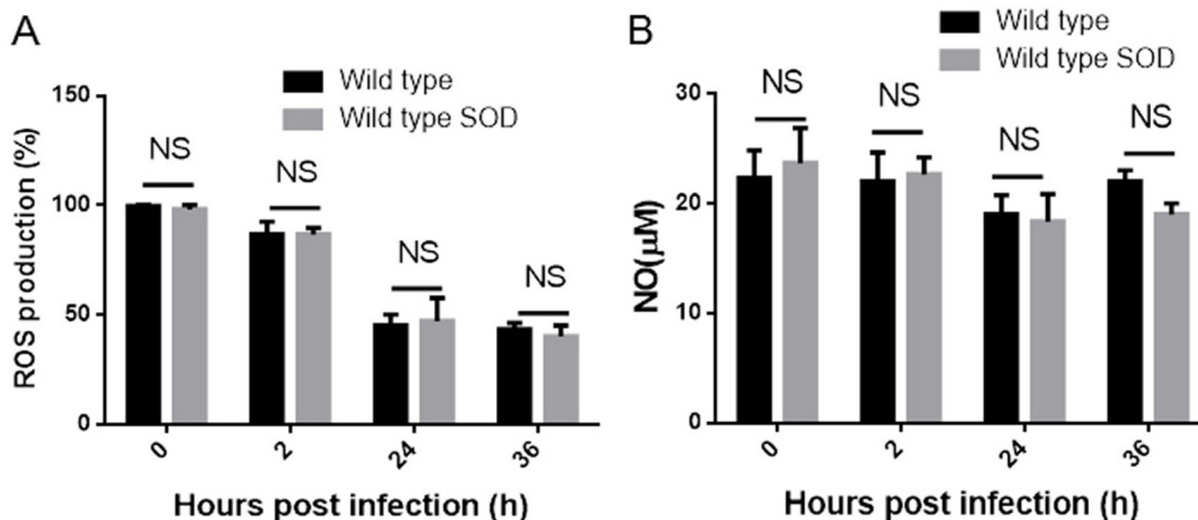 A
Wild type
Wild type SOD
ROS production (%)
150
100
50
0
NS
NS
NS
NS
0
2
24
36
Hours post infection (h)
B
Wild type
Wild type SOD
NO(μM)
30
20
10
0
NS
NS
NS
NS
0
2
24
36
Hours post infection (h)